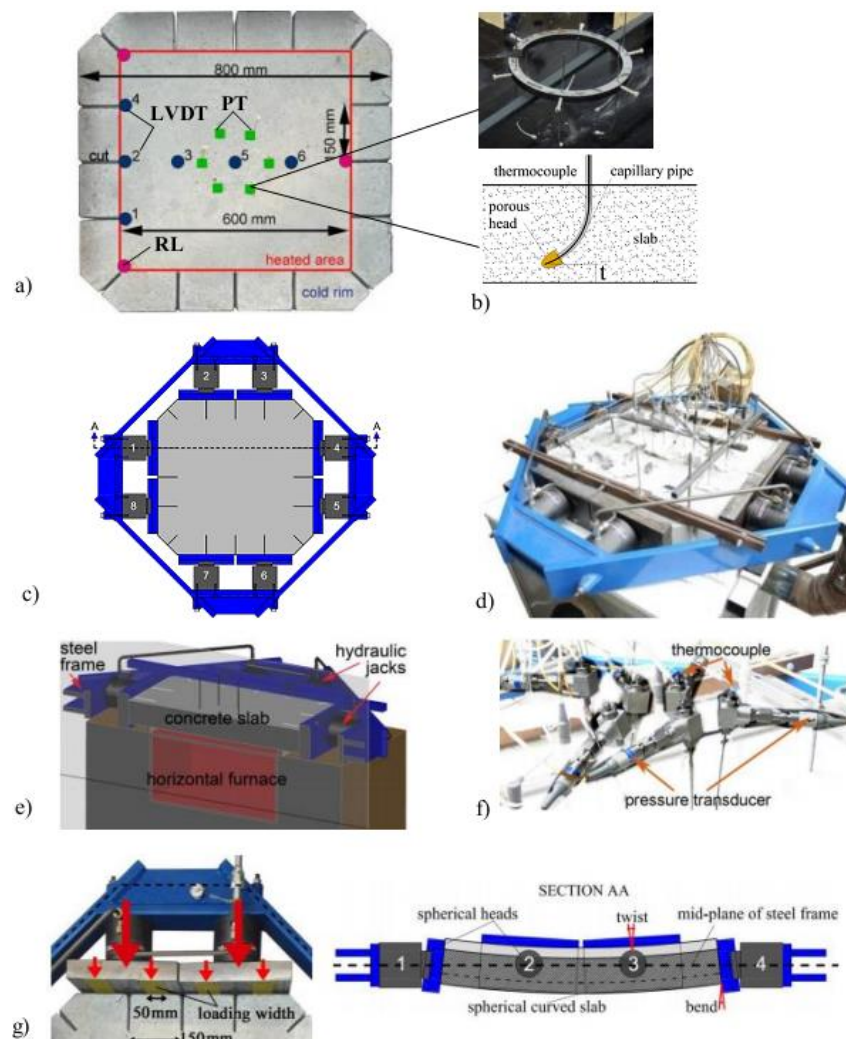 a)
800 mm
4
LVDT
PT
150 mm
cut
2
3
5
6
1
600 mm
RL
heated area
cold rim
b)
thermocouple
capillary pipe
porous
head
slab
t
c)
2
3
A
A
1
4
8
5
7
6
d)
e)
steel
frame
hydraulic
jacks
concrete slab
horizontal furnace
f)
thermocouple
pressure transducer
g)
50mm
loading width
150mm
SECTION AA
spherical heads
twist
mid-plane of steel frame
1
2
3
4
spherical curved slab
bend